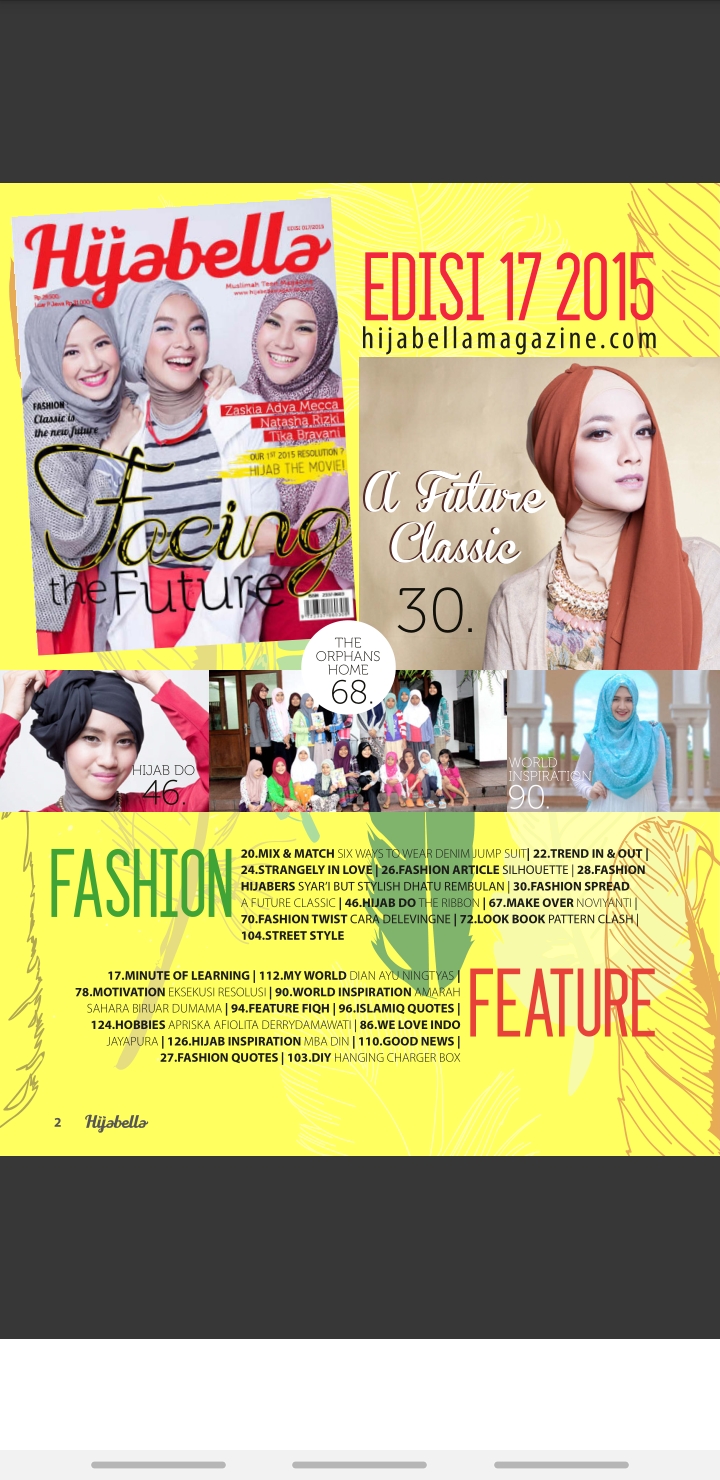 Hijabella
EDISI 017/2015
Muslimah Teen Magazine
FASHION
Classic is
the new future
Zaskia Adya Mecca
Natasha Rizki
Tika Bravani
OUR 1ST 2015 RESOLUTION ?
HIJAB THE MOVIE!
Facing
the Future
EDISI 17 2015
hijabellamagazine.com
A Future
Classic
30.
THE
ORPHANS
HOME
68.
HIJAB DO
46.
WORLD
INSPIRATION
90.
FASHION
20.MIX & MATCH SIX WAYS TO WEAR DENIM JUMP SUIT| 22.TREND IN & OUT |
24.STRANGELY IN LOVE | 26.FASHION ARTICLE SILHOUETTE | 28.FASHION
HIJABERS SYAR'I BUT STYLISH DHATU REMBULAN | 30.FASHION SPREAD
A FUTURE CLASSIC | 46.HIJAB DO THE RIBBON | 67.MAKE OVER NOVIYANTI |
70.FASHION TWIST CARA DELEVINGNE | 72.LOOK BOOK PATTERN CLASH |
104.STREET STYLE
17.MINUTE OF LEARNING | 112.MY WORLD DIAN AYU NINGTYAS |
78.MOTIVATION EKSEKUSI RESOLUSI | 90.WORLD INSPIRATION AMARAH
SAHARA BIRUAR DUMAMA | 94.FEATURE FIQH | 96.ISLAMIQ QUOTES |
124.HOBBIES APRISKA AFIOLITA DERRYDAMAWATI | 86.WE LOVE INDO
JAYAPURA | 126.HIJAB INSPIRATION MBA DIN | 110.GOOD NEWS |
27.FASHION QUOTES | 103.DIY HANGING CHARGER BOX
FEATURE
2 Hijabella